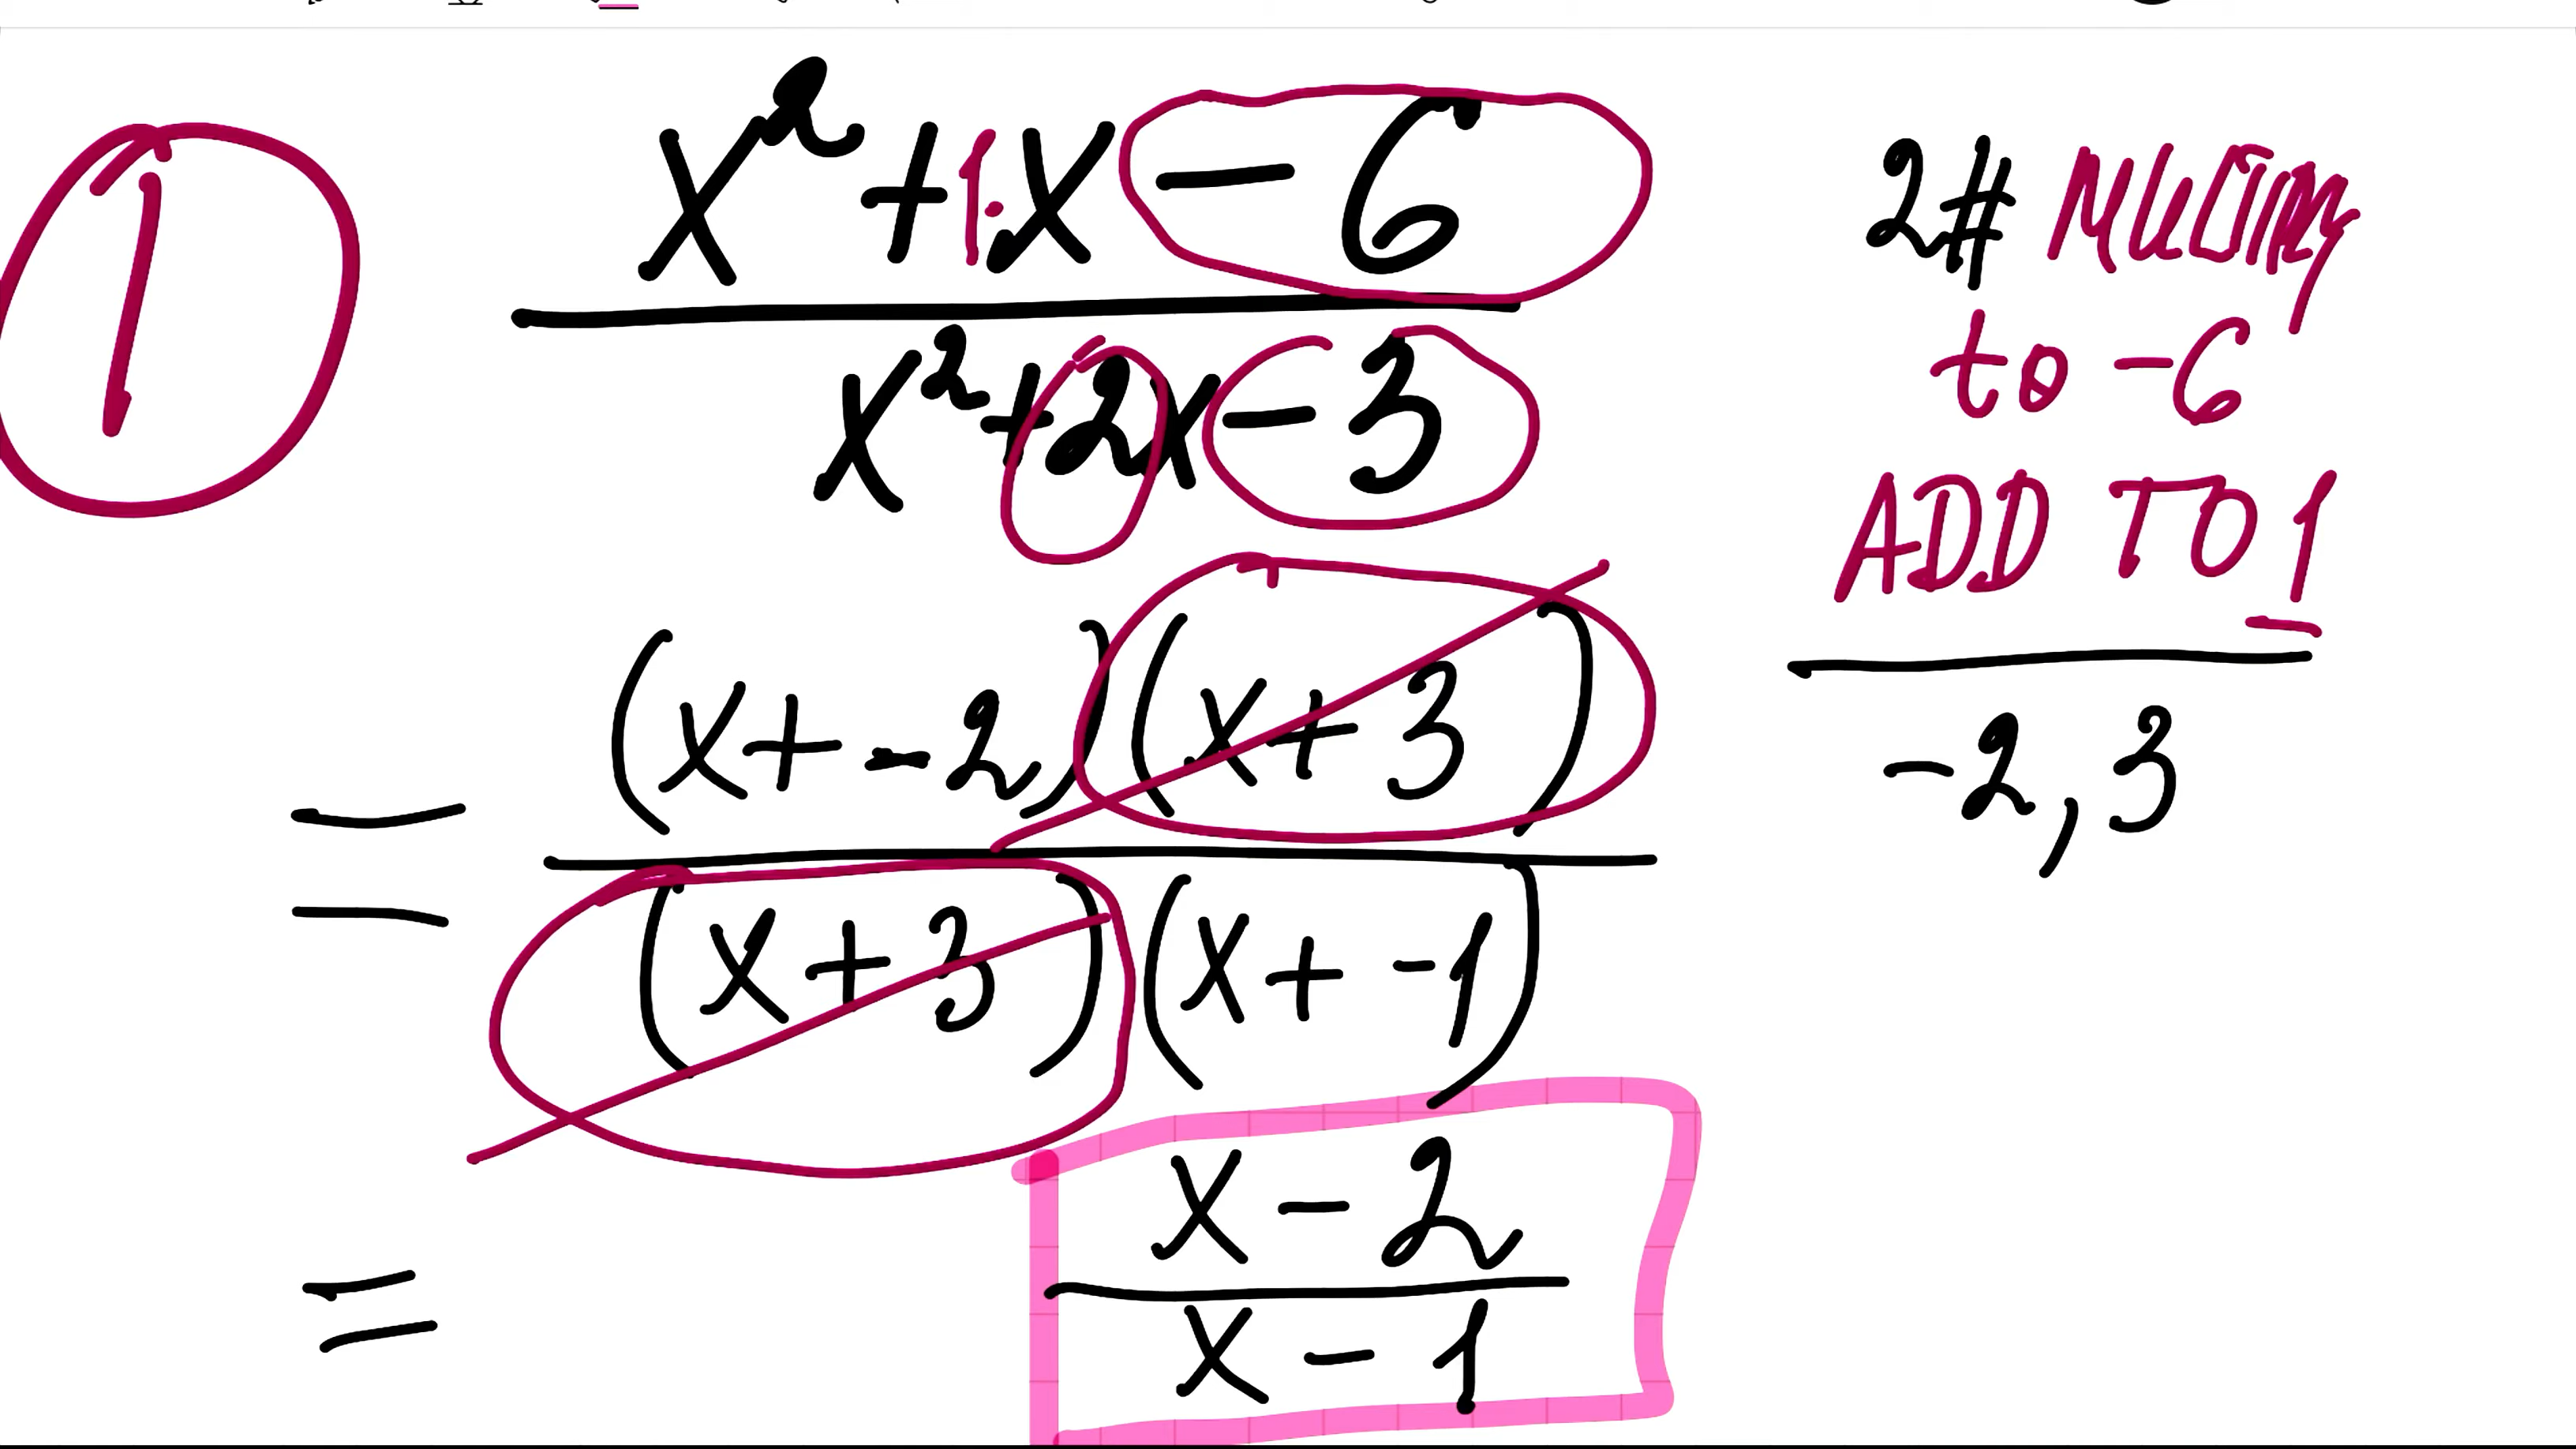 1
x² + 1·x - 6
x² + 2x - 3
2# Multiply
to -6
ADD TO 1
-2, 3
= (x + -2)(x + 3)
(x + 3)(x + -1)
= x - 2
x - 1